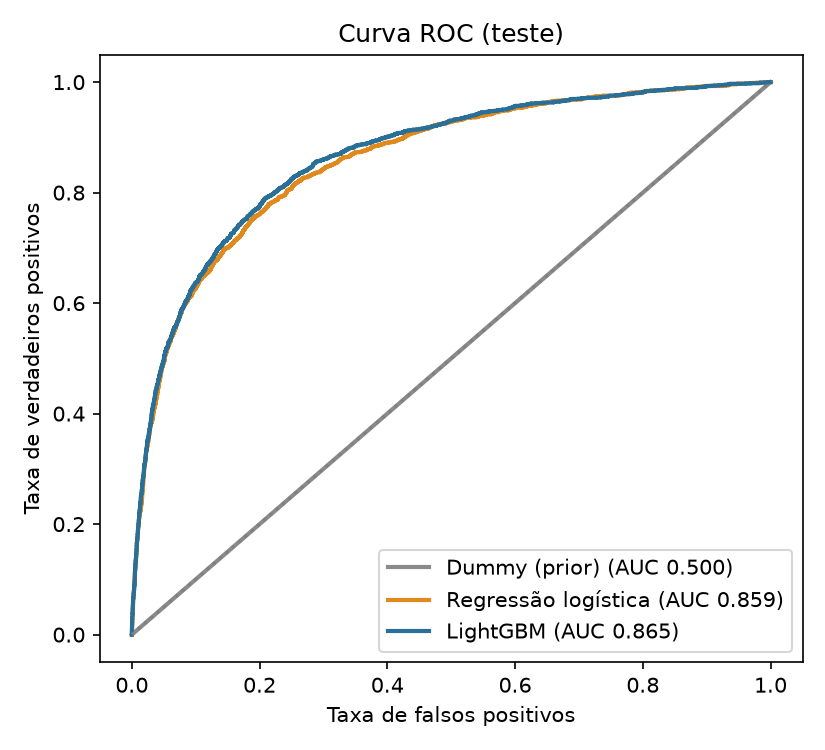 Curva ROC (teste)
Taxa de verdadeiros positivos
1.0
0.8
0.6
0.4
0.2
0.0
0.0 0.2 0.4 0.6 0.8 1.0
Taxa de falsos positivos
Dummy (prior) (AUC 0.500)
Regressão logística (AUC 0.859)
LightGBM (AUC 0.865)